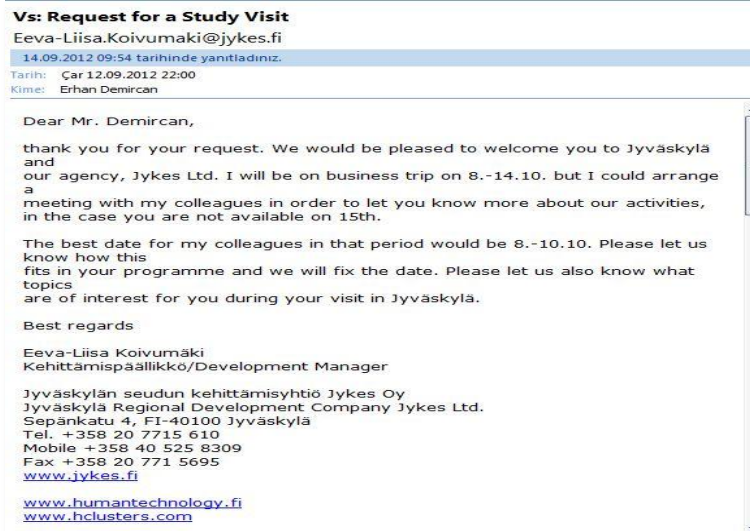 Vs: Request for a Study Visit
Eeva-Liisa.Koivumaki@jykes.fi
14.09.2012 09:54 tarihinde yanıtladınız.
Tarih: Çar 12.09.2012 22:00
Kime: Erhan Demircan
Dear Mr. Demircan,
thank you for your request. We would be pleased to welcome you to Jyväskylä
and
our agency, Jykes Ltd. I will be on business trip on 8.-14.10. but I could arrange
a
meeting with my colleagues in order to let you know more about our activities,
in the case you are not available on 15th.
The best date for my colleagues in that period would be 8.-10.10. Please let us
know how this
fits in your programme and we will fix the date. Please let us also know what
topics
are of interest for you during your visit in Jyväskylä.
Best regards
Eeva-Liisa Koivumäki
Kehittämispäällikkö/Development Manager
Jyväskylän seudun kehittämisyhtiö Jykes Oy
Jyväskylä Regional Development Company Jykes Ltd.
Sepänkatu 4, FI-40100 Jyväskylä
Tel. +358 20 7715 610
Mobile +358 40 525 8309
Fax +358 20 771 5695
www.jykes.fi
www.humantechnology.fi
www.hclusters.com